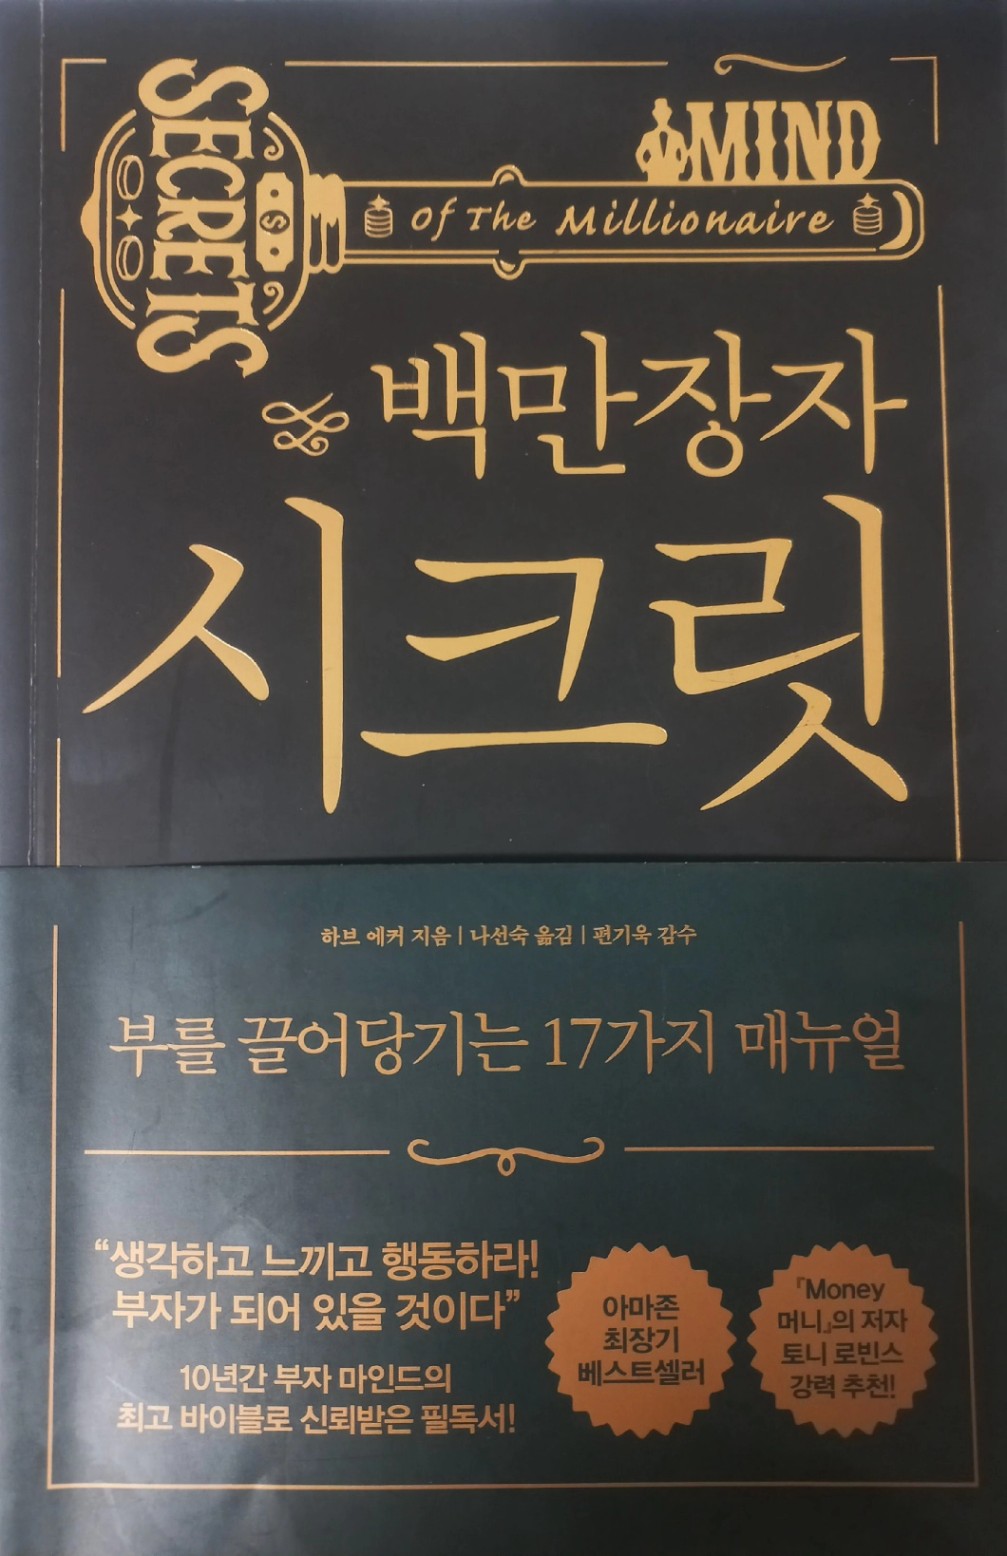 SECRETS
Of The Millionaire
MIND
백만장자
시크릿
하브 에커 지음 | 나선숙 옮김 | 편기욱 감수
부를 끌어당기는 17가지 매뉴얼
“생각하고 느끼고 행동하라!
부자가 되어 있을 것이다”
10년간 부자 마인드의
최고 바이블로 신뢰받은 필독서!
아마존
최장기
베스트셀러
『Money
머니』의 저자
토니 로빈스
강력 추천!